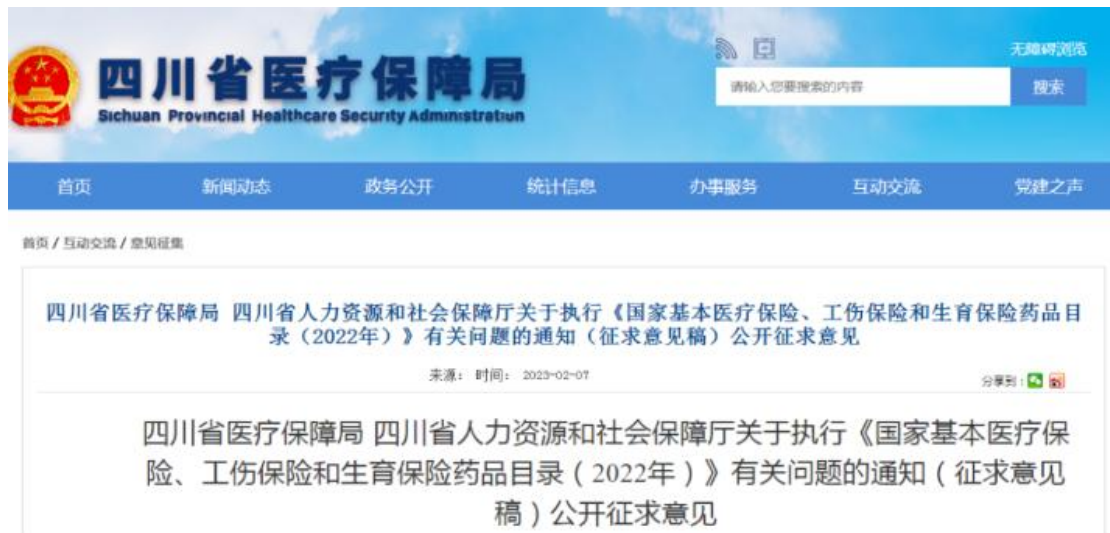 四川省医疗保障局
Sichuan Provincial Healthcare Security Administration
无障碍浏览
请输入您要搜索的内容
搜索
首页 新闻动态 政务公开 统计信息 办事服务 互动交流 党建之声
首页 / 互动交流 / 意见征集
四川省医疗保障局 四川省人力资源和社会保障厅关于执行《国家基本医疗保险、工伤保险和生育保险药品目
录（2022年）》有关问题的通知（征求意见稿）公开征求意见
来源： 时间： 2023-02-07
分享到：
四川省医疗保障局 四川省人力资源和社会保障厅关于执行《国家基本医疗保
险、工伤保险和生育保险药品目录（2022年）》有关问题的通知（征求意见
稿）公开征求意见